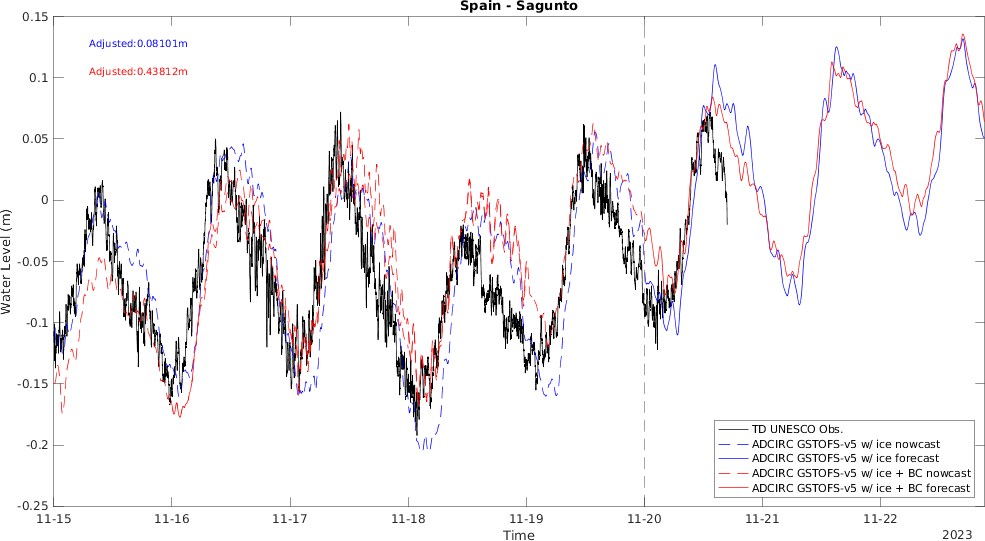 Spain - Sagunto
0.15
0.1
0.05
0
-0.05
-0.1
-0.15
-0.2
-0.25
Water Level (m)
Adjusted:0.08101m
Adjusted:0.43812m
TD UNESCO Obs.
ADCIRC GSTOFS-v5 w/ ice nowcast
ADCIRC GSTOFS-v5 w/ ice forecast
ADCIRC GSTOFS-v5 w/ ice + BC nowcast
ADCIRC GSTOFS-v5 w/ ice + BC forecast
11-15 11-16 11-17 11-18 11-19 11-20 11-21 11-22
Time
2023